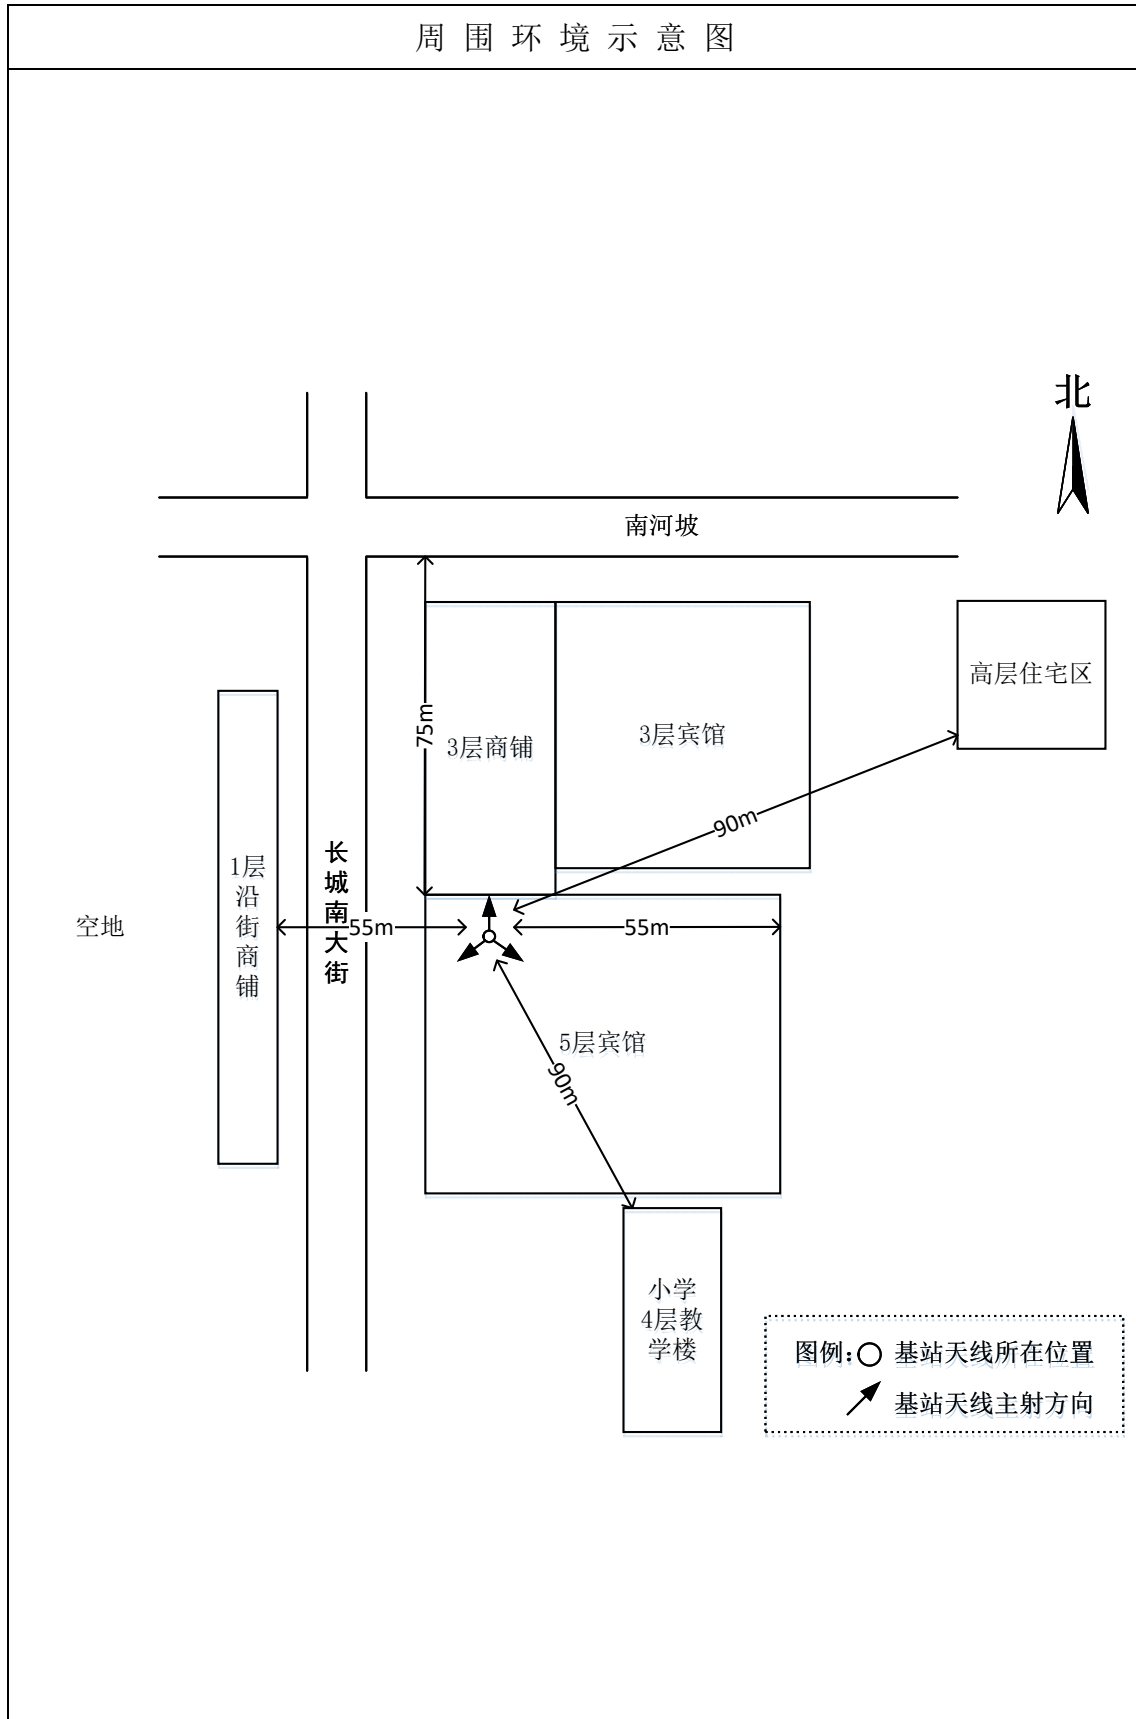 周围环境示意图
北
南河坡
高层住宅区
75m
3层商铺
3层宾馆
90m
1层
沿
街
商
铺
长
城
南
大
街
空地
55m
55m
5层宾馆
90m
小学
4层教
学楼
图例: 基站天线所在位置
基站天线主射方向